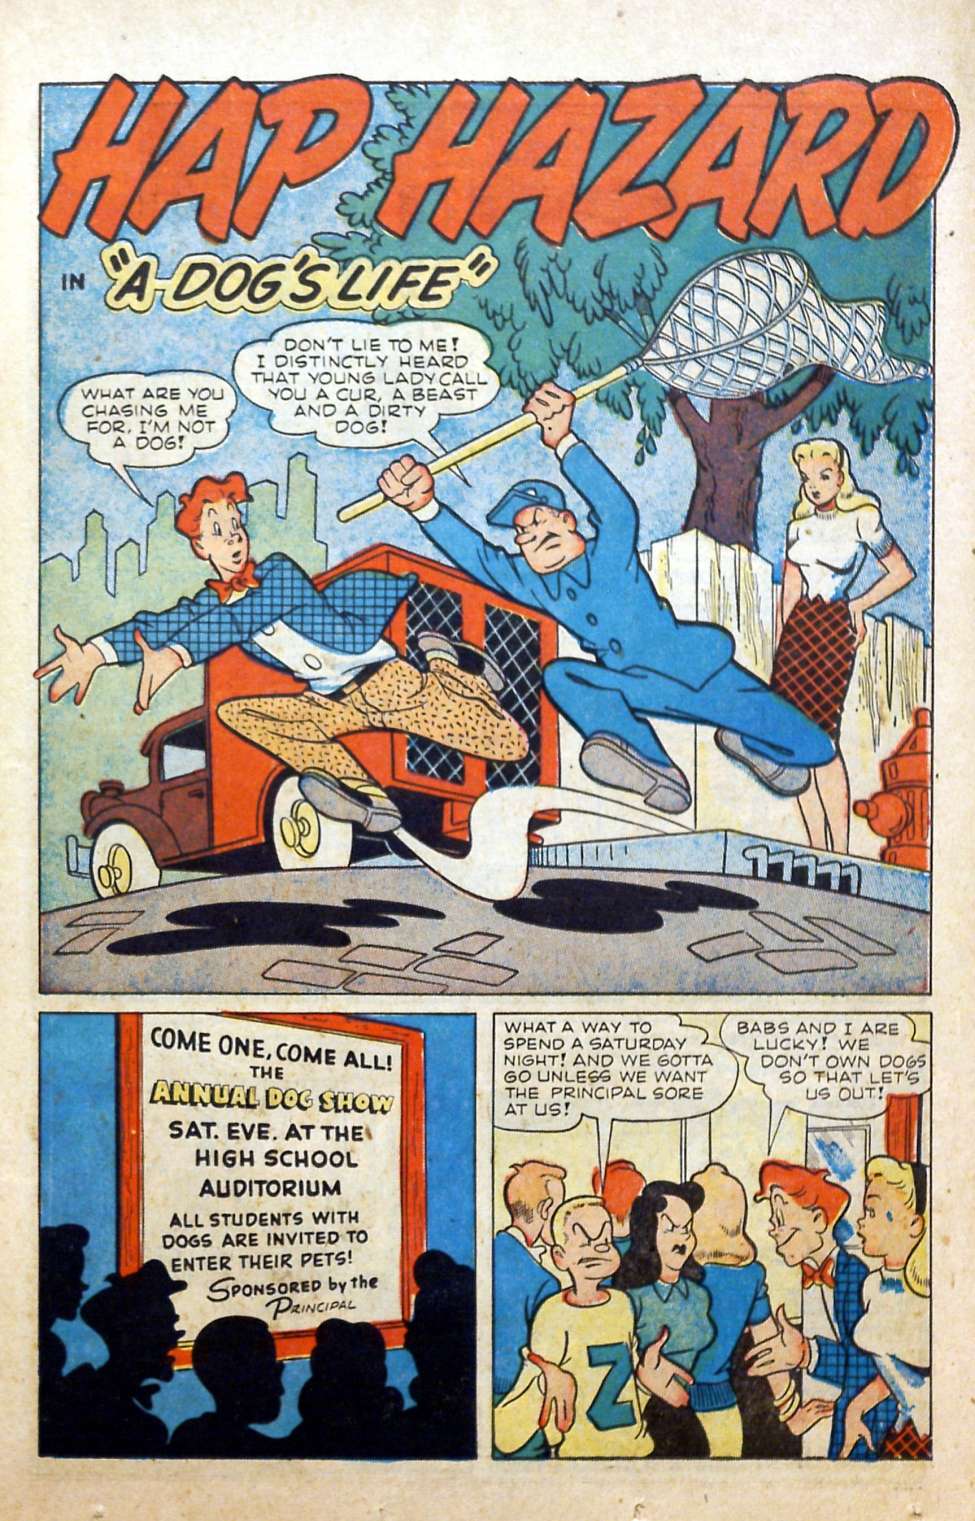 HAP HAZARD
IN "A DOG'S LIFE"
WHAT ARE YOU
CHASING ME
FOR, I'M NOT
A DOG!
DON'T LIE TO ME!
I DISTINCTLY HEARD
THAT YOUNG LADY CALL
YOU A CUR, A BEAST
AND A DIRTY
DOG!
COME ONE, COME ALL!
THE
ANNUAL DOG SHOW
SAT. EVE. AT THE
HIGH SCHOOL
AUDITORIUM
ALL STUDENTS WITH
DOGS ARE INVITED TO
ENTER THEIR PETS!
SPONSORED by the
PRINCIPAL
WHAT A WAY TO
SPEND A SATURDAY
NIGHT! AND WE GOTTA
GO UNLESS WE WANT
THE PRINCIPAL SORE
AT US!
BABS AND I ARE
LUCKY! WE
DON'T OWN DOGS
SO THAT LET'S
US OUT!
Z